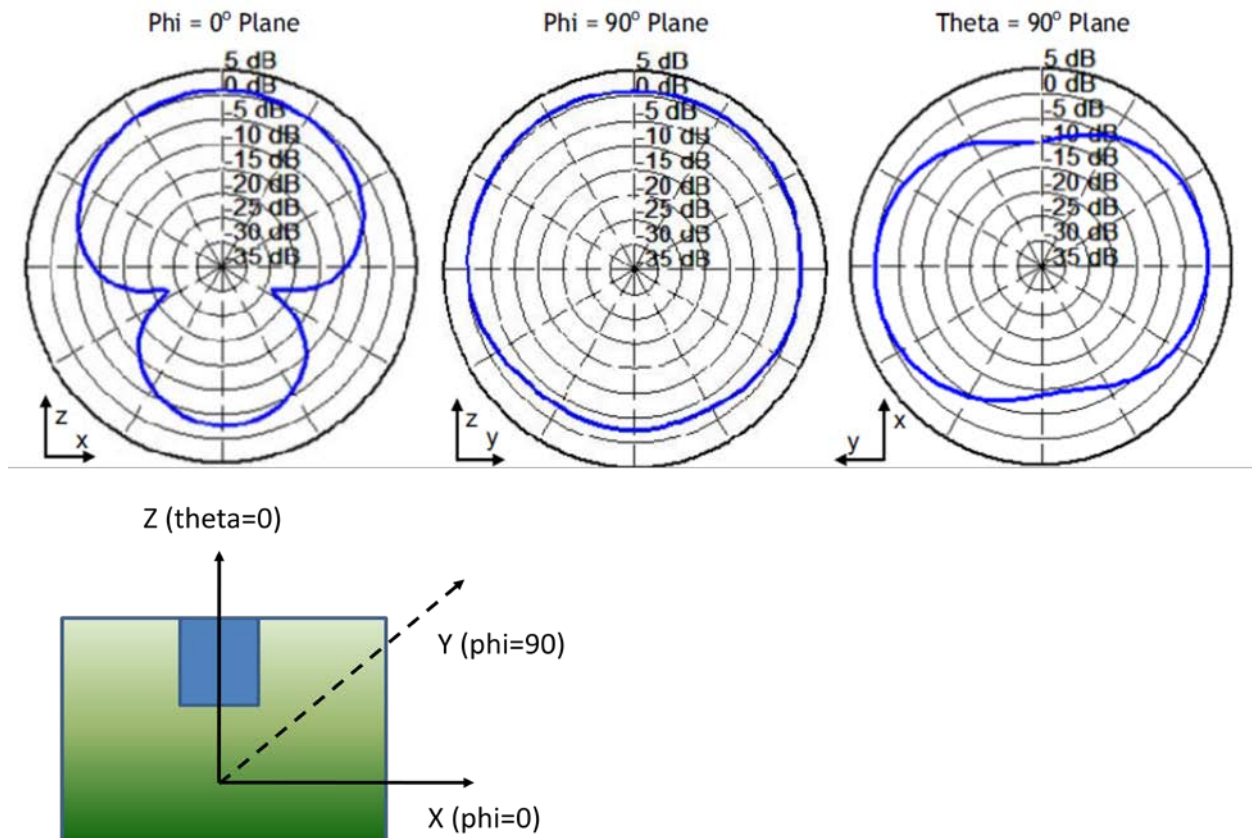 Phi = 0° Plane
5 dB
0 dB
-5 dB
-10 dB
-15 dB
-20 dB
-25 dB
-30 dB
-35 dB
z
x
Phi = 90° Plane
5 dB
0 dB
-5 dB
-10 dB
-15 dB
-20 dB
-25 dB
-30 dB
-35 dB
z
y
Theta = 90° Plane
5 dB
0 dB
-5 dB
-10 dB
-15 dB
-20 dB
-25 dB
-30 dB
-35 dB
x
y
Z (theta=0)
Y (phi=90)
X (phi=0)